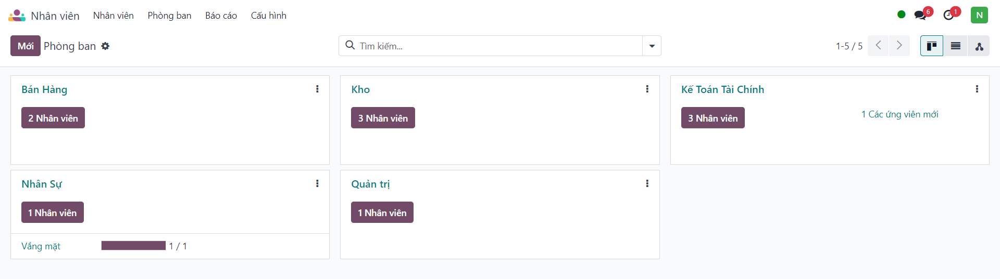 Nhân viên Nhân viên Phòng ban Báo cáo Cấu hình 6 1 N
Mới Phòng ban Tìm kiếm... 1-5 / 5
Bán Hàng
2 Nhân viên
Kho
3 Nhân viên
Kế Toán Tài Chính
3 Nhân viên 1 Các ứng viên mới
Nhân Sự
1 Nhân viên
Vắng mặt 1 / 1
Quản trị
1 Nhân viên